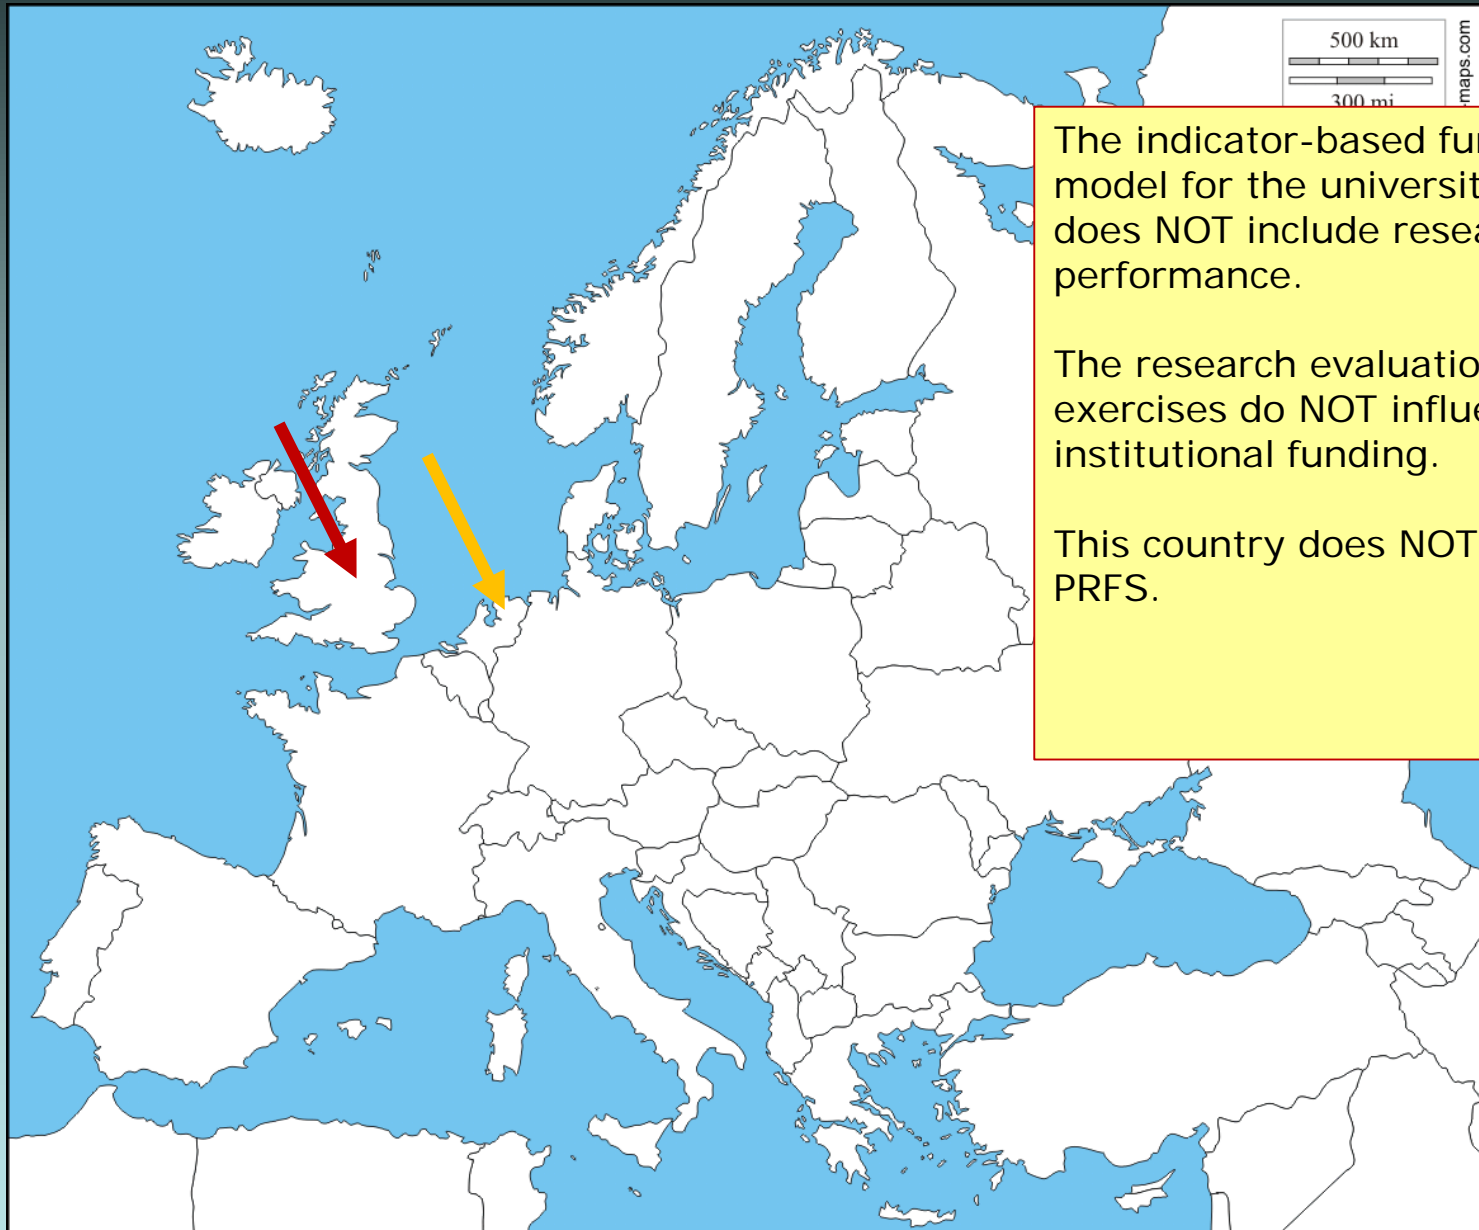 500 km
300 mi
-maps.com
The indicator-based fu
model for the universit
does NOT include resea
performance.
The research evaluatio
exercises do NOT influe
institutional funding.
This country does NOT
PRFS.